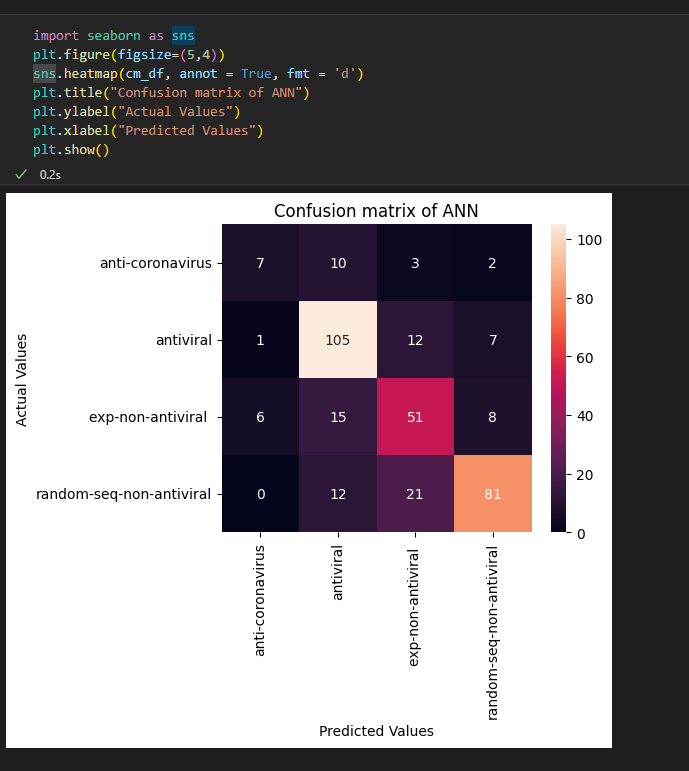 import seaborn as sns
plt.figure(figsize=(5,4))
sns.heatmap(cm_df, annot = True, fmt = 'd')
plt.title("Confusion matrix of ANN")
plt.ylabel("Actual Values")
plt.xlabel("Predicted Values")
plt.show()
0.2s
Confusion matrix of ANN
Actual Values
anti-coronavirus 7 10 3 2
antiviral 1 105 12 7
exp-non-antiviral 6 15 51 8
random-seq-non-antiviral 0 12 21 81
100
80
60
40
20
0
anti-coronavirus
antiviral
exp-non-antiviral
random-seq-non-antiviral
Predicted Values